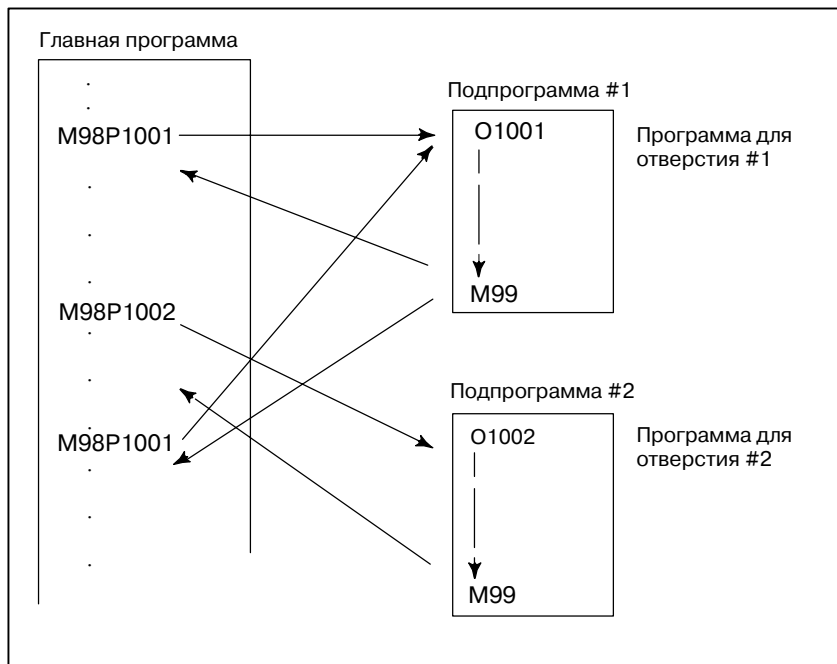 Главная программа
M98P1001
M98P1002
M98P1001
Подпрограмма #1
O1001
M99
Программа для
отверстия #1
Подпрограмма #2
O1002
M99
Программа для
отверстия #2